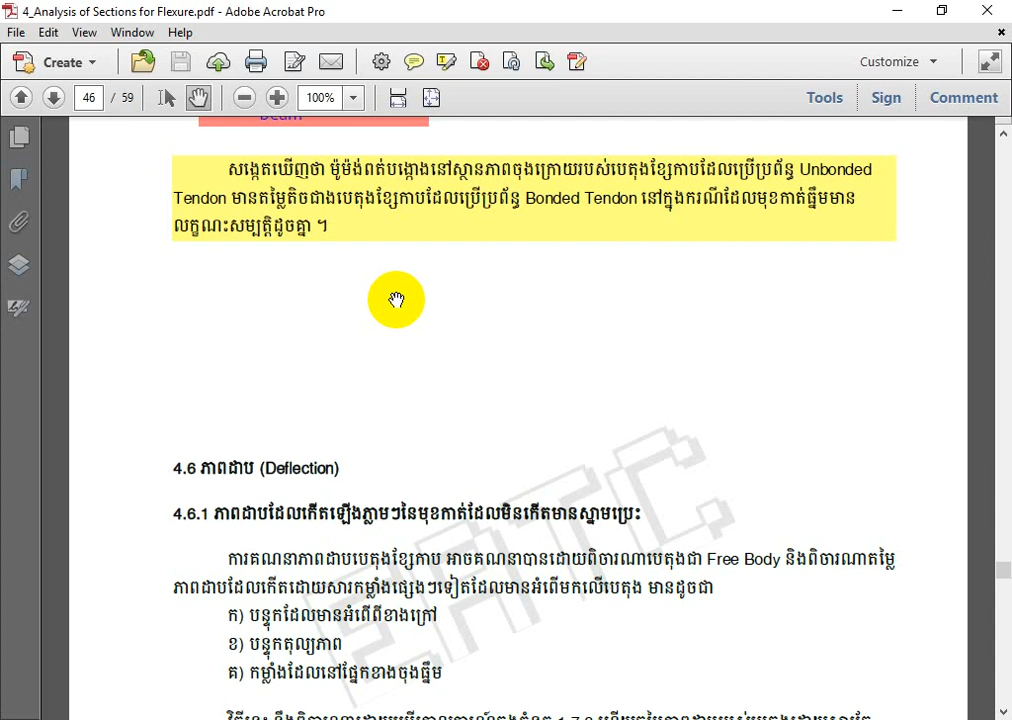 4_Analysis of Sections for Flexure.pdf - Adobe Acrobat Pro
File Edit View Window Help
Create Customize
46 / 59 100% Tools Sign Comment
សង្កេតឃើញថា ម៉ូម៉ង់ពត់បង្កោងនៅស្ថានភាពចុងក្រោយរបស់បេតុងខ្សែកាបដែលប្រើប្រព័ន្ធ Unbonded
Tendon មានតម្លៃតិចជាងបេតុងខ្សែកាបដែលប្រើប្រព័ន្ធ Bonded Tendon នៅក្នុងករណីដែលមុខកាត់ធ្នឹមមាន
លក្ខណះសម្បត្តិដូចគ្នា ។
4.6 ភាពដាប (Deflection)
4.6.1 ភាពដាបដែលកើតឡើងភ្លាមៗនៃមុខកាត់ដែលមិនកើតមានស្នាមប្រេះ
ការគណនាភាពដាបបេតុងខ្សែកាប អាចគណនាបានដោយពិចារណាបេតុងជា Free Body និងពិចារណាតម្លៃ
ភាពដាបដែលកើតដោយសារកម្លាំងផ្សេងៗទៀតដែលមានអំពើមកលើបេតុង មានដូចជា
ក) បន្ទុកដែលមានអំពើពីខាងក្រៅ
ខ) បន្ទុកតុល្យភាព
គ) កម្លាំងដែលនៅផ្នែកខាងចុងធ្នឹម
EATC